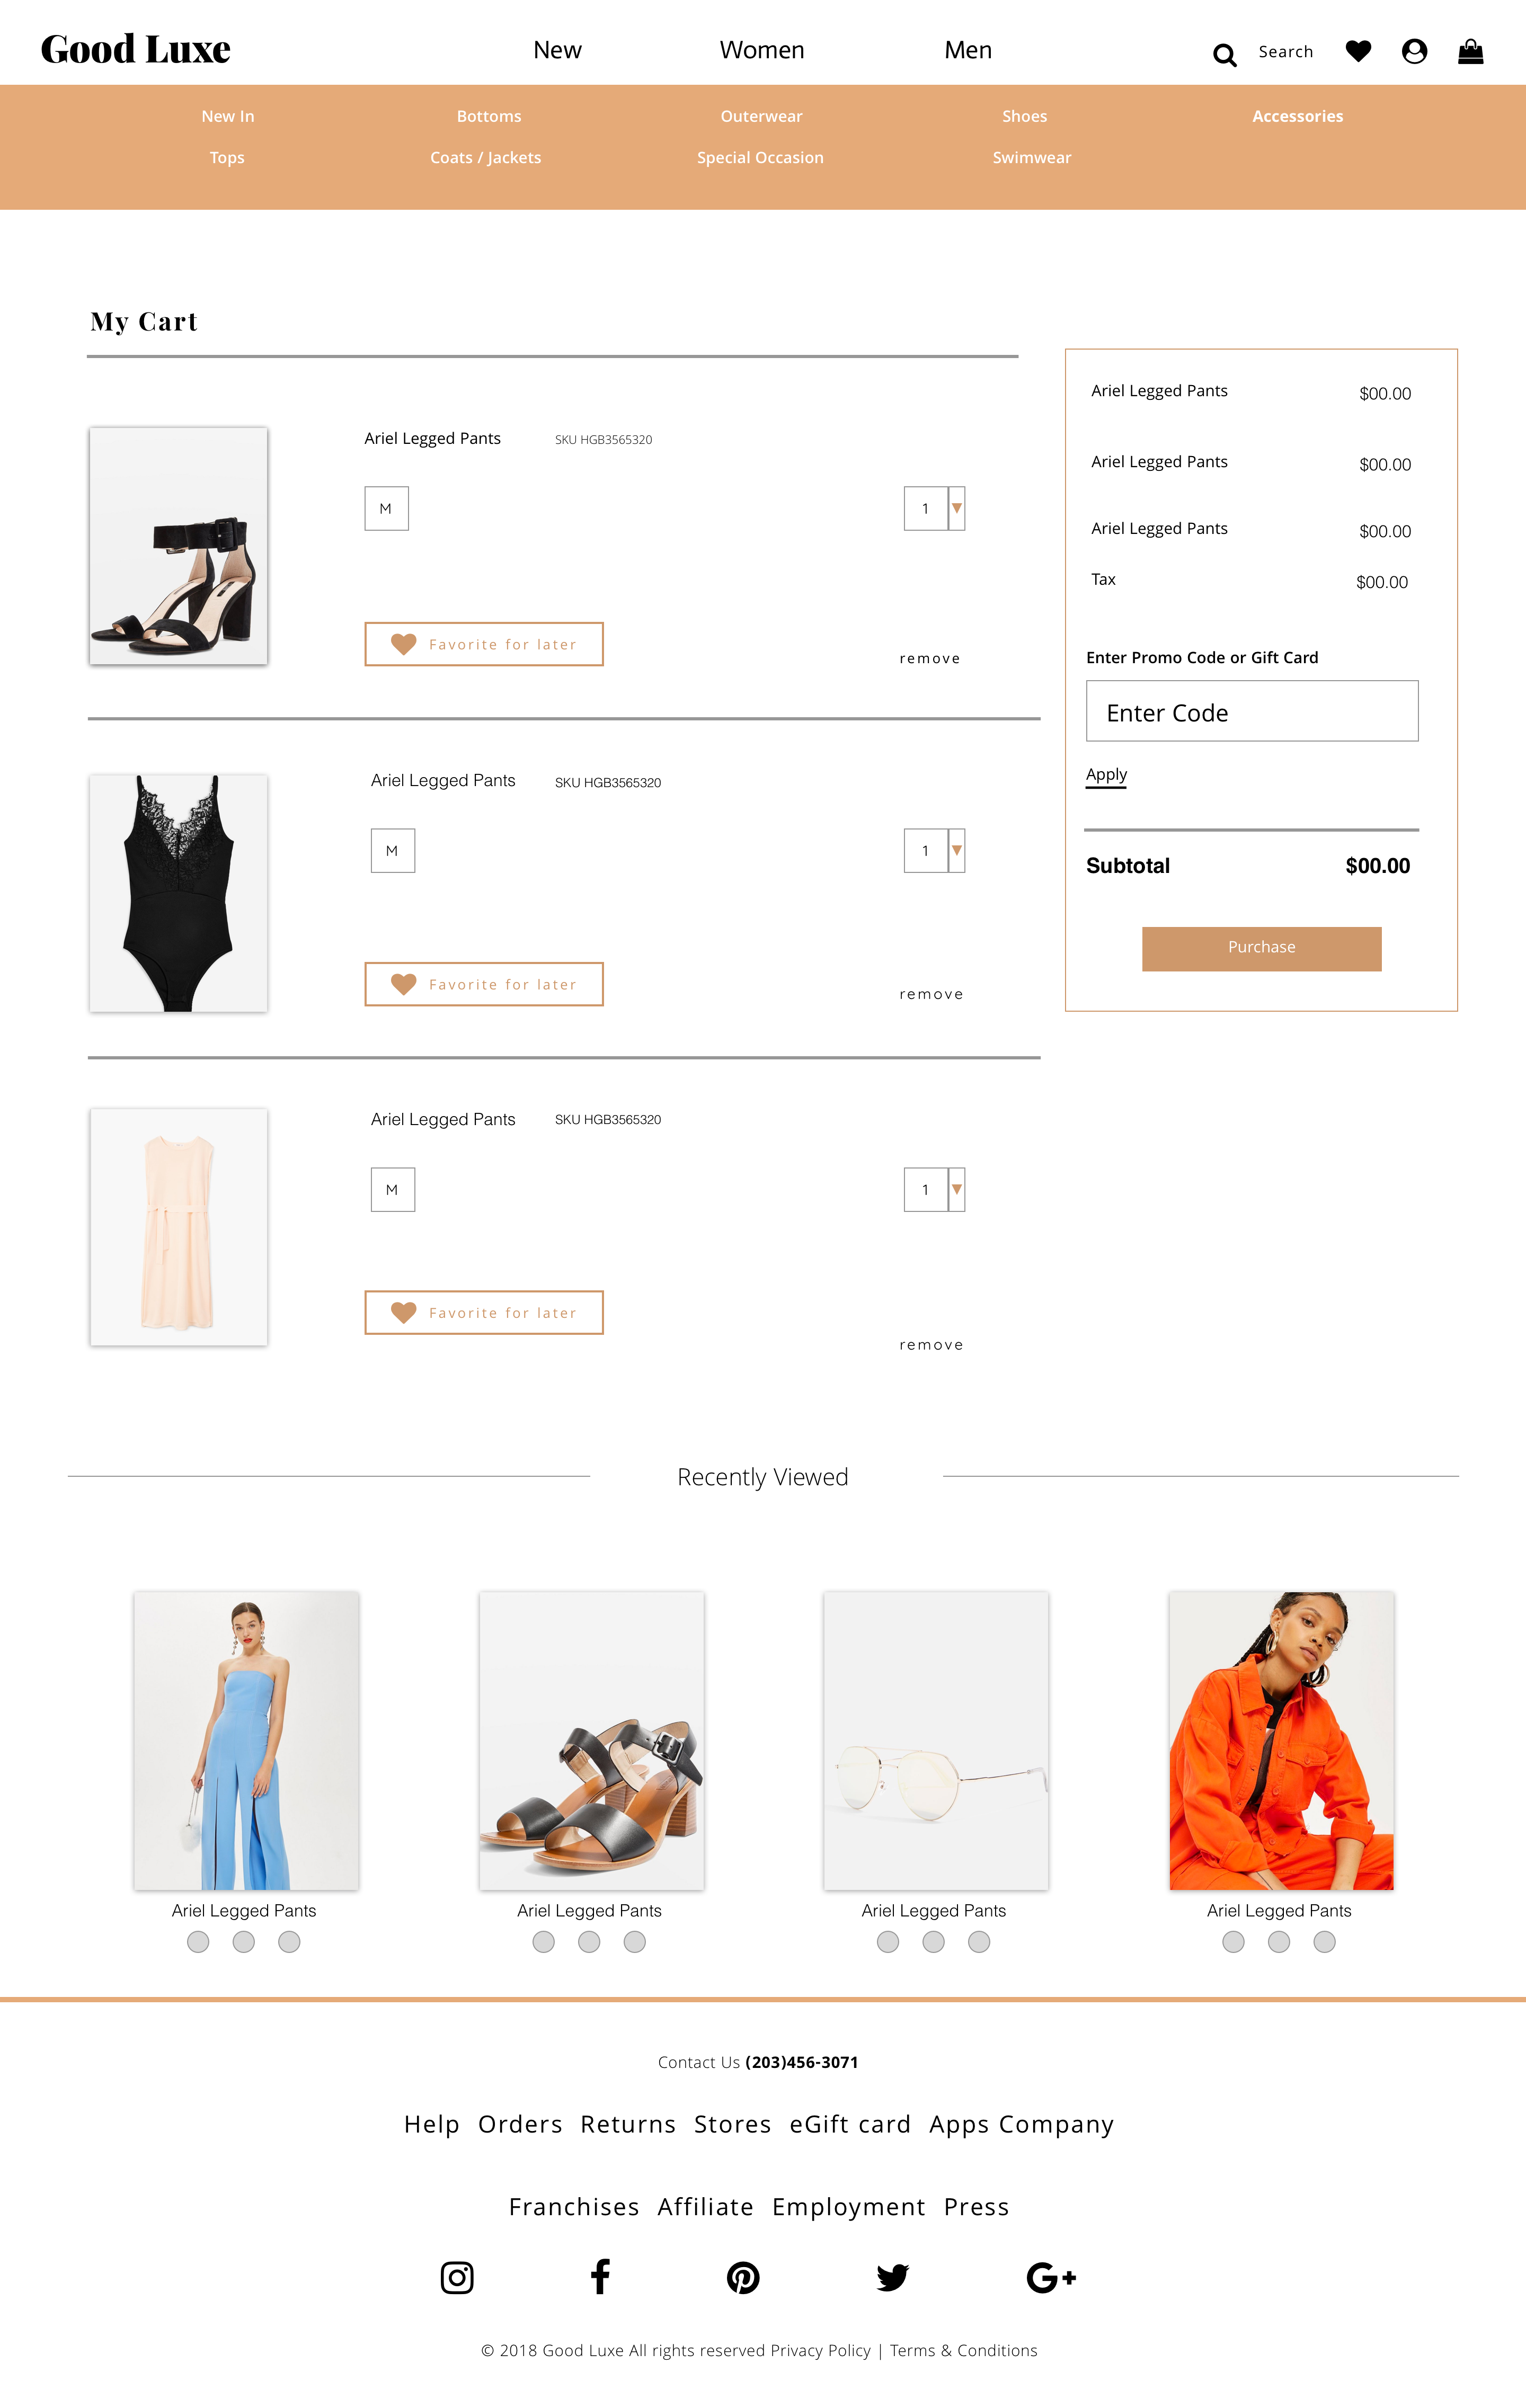 Good Luxe
New
Women
Men
Search
New In
Bottoms
Outerwear
Shoes
Accessories
Tops
Coats / Jackets
Special Occasion
Swimwear
My Cart
Ariel Legged Pants
SKU HGB3565320
M
1
Favorite for later
remove
Ariel Legged Pants
SKU HGB3565320
M
1
Favorite for later
remove
Ariel Legged Pants
SKU HGB3565320
M
1
Favorite for later
remove
Ariel Legged Pants $00.00
Ariel Legged Pants $00.00
Ariel Legged Pants $00.00
Tax $00.00
Enter Promo Code or Gift Card
Enter Code
Apply
Subtotal $00.00
Purchase
Recently Viewed
Ariel Legged Pants
Ariel Legged Pants
Ariel Legged Pants
Ariel Legged Pants
Contact Us (203)456-3071
Help Orders Returns Stores eGift card Apps Company
Franchises Affiliate Employment Press
© 2018 Good Luxe All rights reserved Privacy Policy | Terms & Conditions